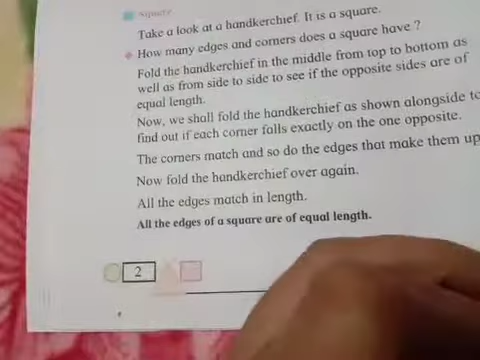 Square
Take a look at a handkerchief. It is a square.
How many edges and corners does a square have ?
Fold the handkerchief in the middle from top to bottom as
well as from side to side to see if the opposite sides are of
equal length.
Now, we shall fold the handkerchief as shown alongside to
find out if each corner falls exactly on the one opposite.
The corners match and so do the edges that make them up
Now fold the handkerchief over again.
All the edges match in length.
All the edges of a square are of equal length.
2